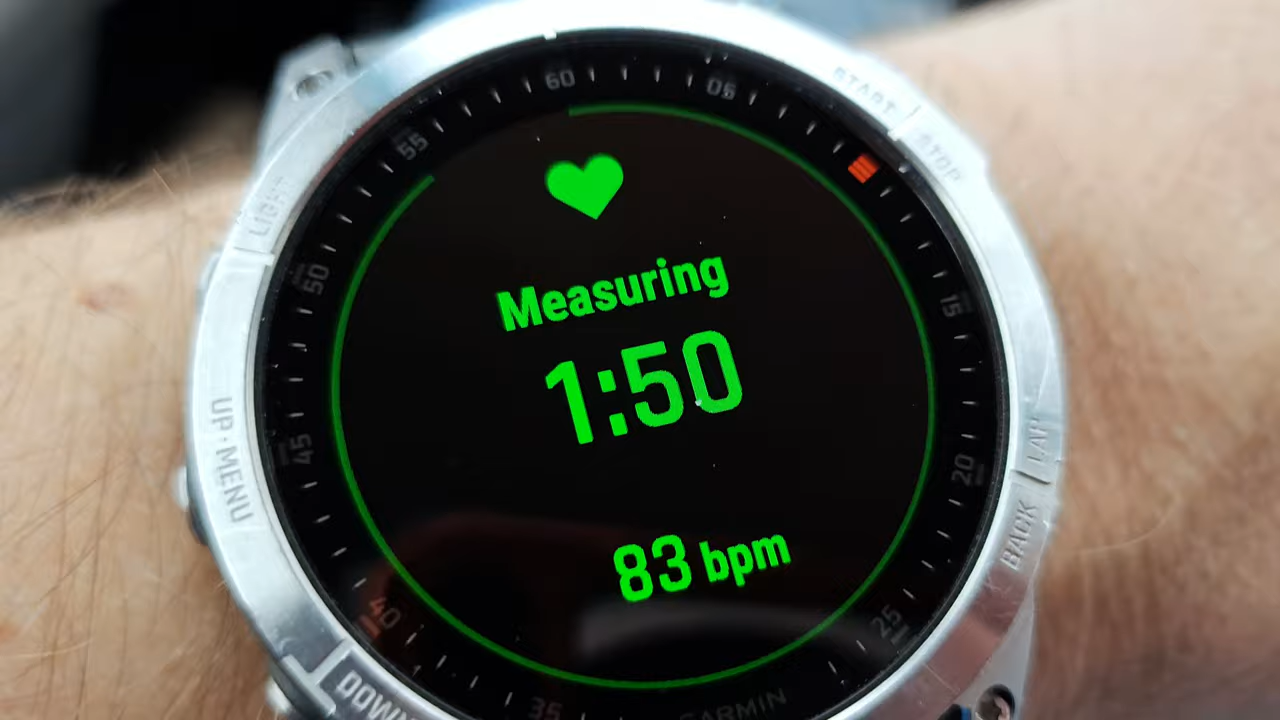 60
05
55
START
STOP
LIGHT
50
15
Measuring
1:50
UP·MENU
45
20
LAP
BACK
83 bpm
40
25
DOWN
35
GARMIN